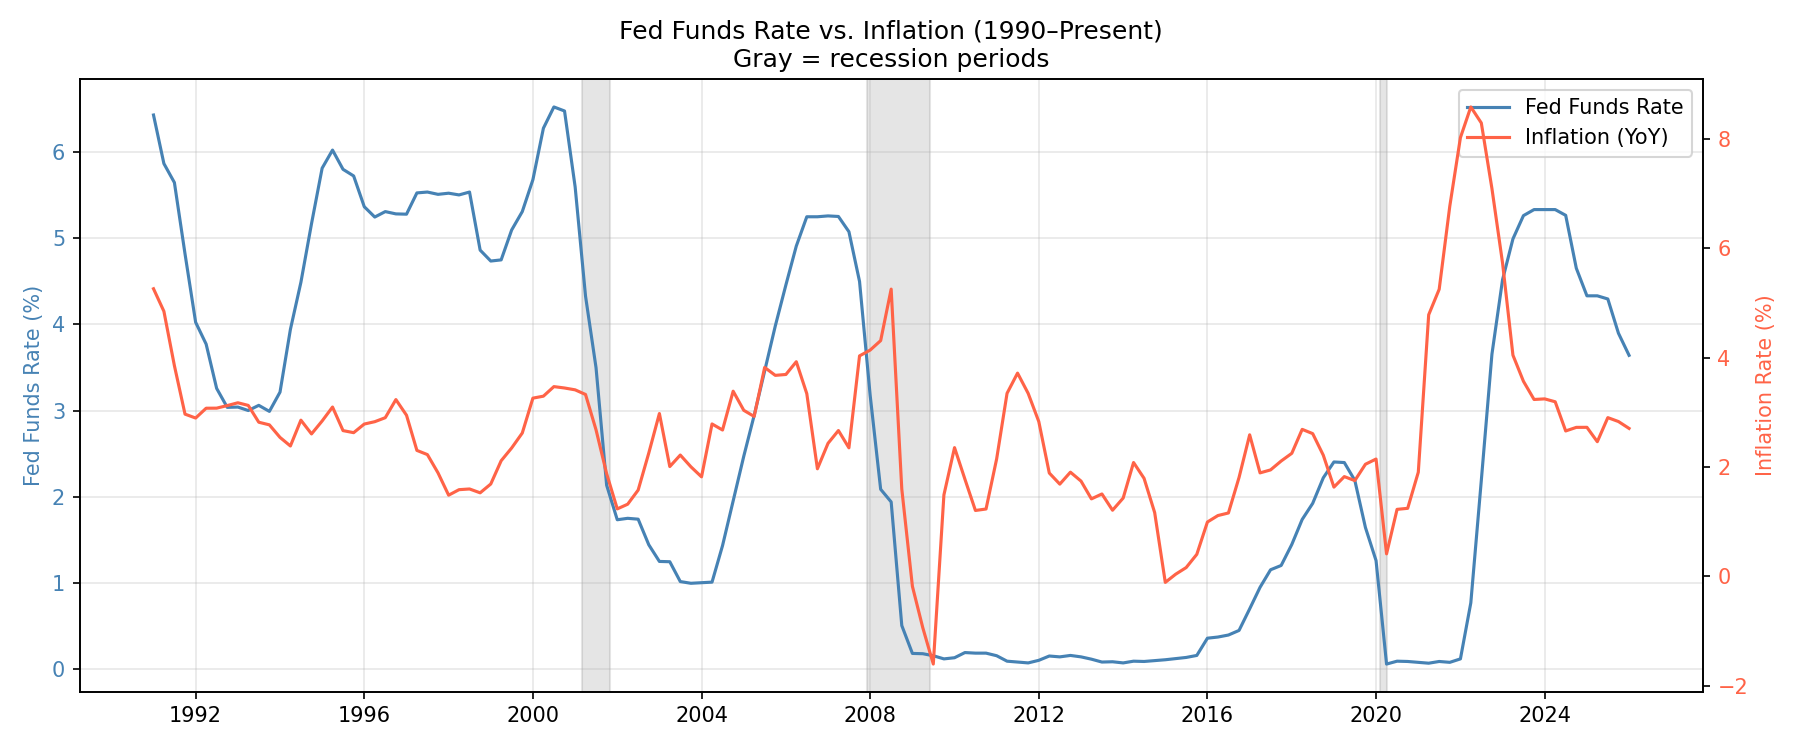 Fed Funds Rate vs. Inflation (1990–Present)
Gray = recession periods
Fed Funds Rate
Inflation (YoY)
Fed Funds Rate (%)
6
5
4
3
2
1
0
Inflation Rate (%)
8
6
4
2
0
−2
1992 1996 2000 2004 2008 2012 2016 2020 2024